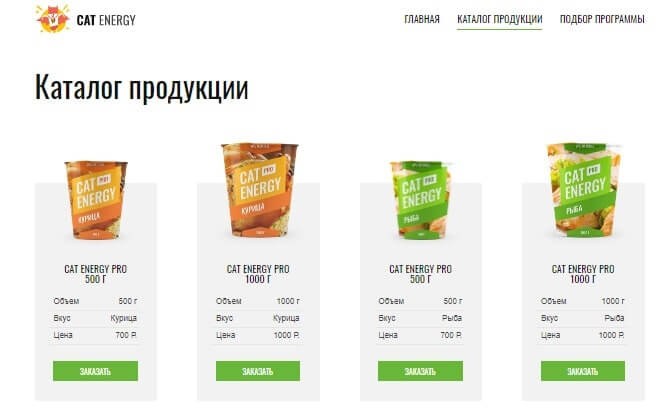 CAT ENERGY
ГЛАВНАЯ
КАТАЛОГ ПРОДУКЦИИ
ПОДБОР ПРОГРАММЫ
Каталог продукции
CAT PRO
ENERGY
КУРИЦА
CAT ENERGY PRO
500 Г
Объем 500 г
Вкус Курица
Цена 700 Р.
ЗАКАЗАТЬ
CAT PRO
ENERGY
КУРИЦА
CAT ENERGY PRO
1000 Г
Объем 1000 г
Вкус Курица
Цена 1000 Р.
ЗАКАЗАТЬ
CAT PRO
ENERGY
РЫБА
CAT ENERGY PRO
500 Г
Объем 500 г
Вкус Рыба
Цена 700 Р.
ЗАКАЗАТЬ
CAT PRO
ENERGY
РЫБА
CAT ENERGY PRO
1000 Г
Объем 1000 г
Вкус Рыба
Цена 1000 Р.
ЗАКАЗАТЬ